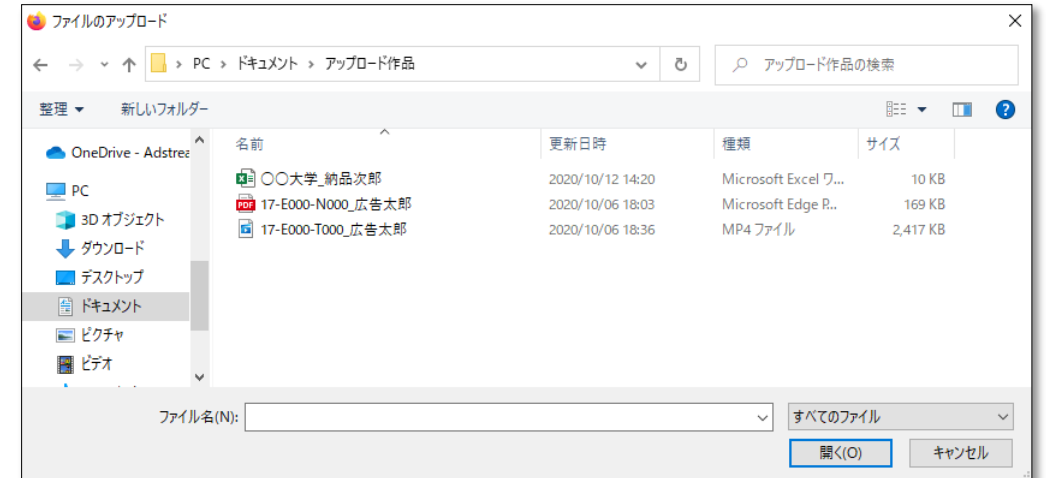 ファイルのアップロード
PC › ドキュメント › アップロード作品
アップロード作品の検索
整理 新しいフォルダー
名前 更新日時 種類 サイズ
OneDrive - Adstrea
PC
3D オブジェクト
ダウンロード
デスクトップ
ドキュメント
ピクチャ
ビデオ
〇〇大学_納品次郎 2020/10/12 14:20 Microsoft Excel ワ... 10 KB
PDF 17-E000-N000_広告太郎 2020/10/06 18:03 Microsoft Edge P... 169 KB
17-E000-T000_広告太郎 2020/10/06 18:36 MP4 ファイル 2,417 KB
ファイル名(N):
すべてのファイル
開く(O) キャンセル